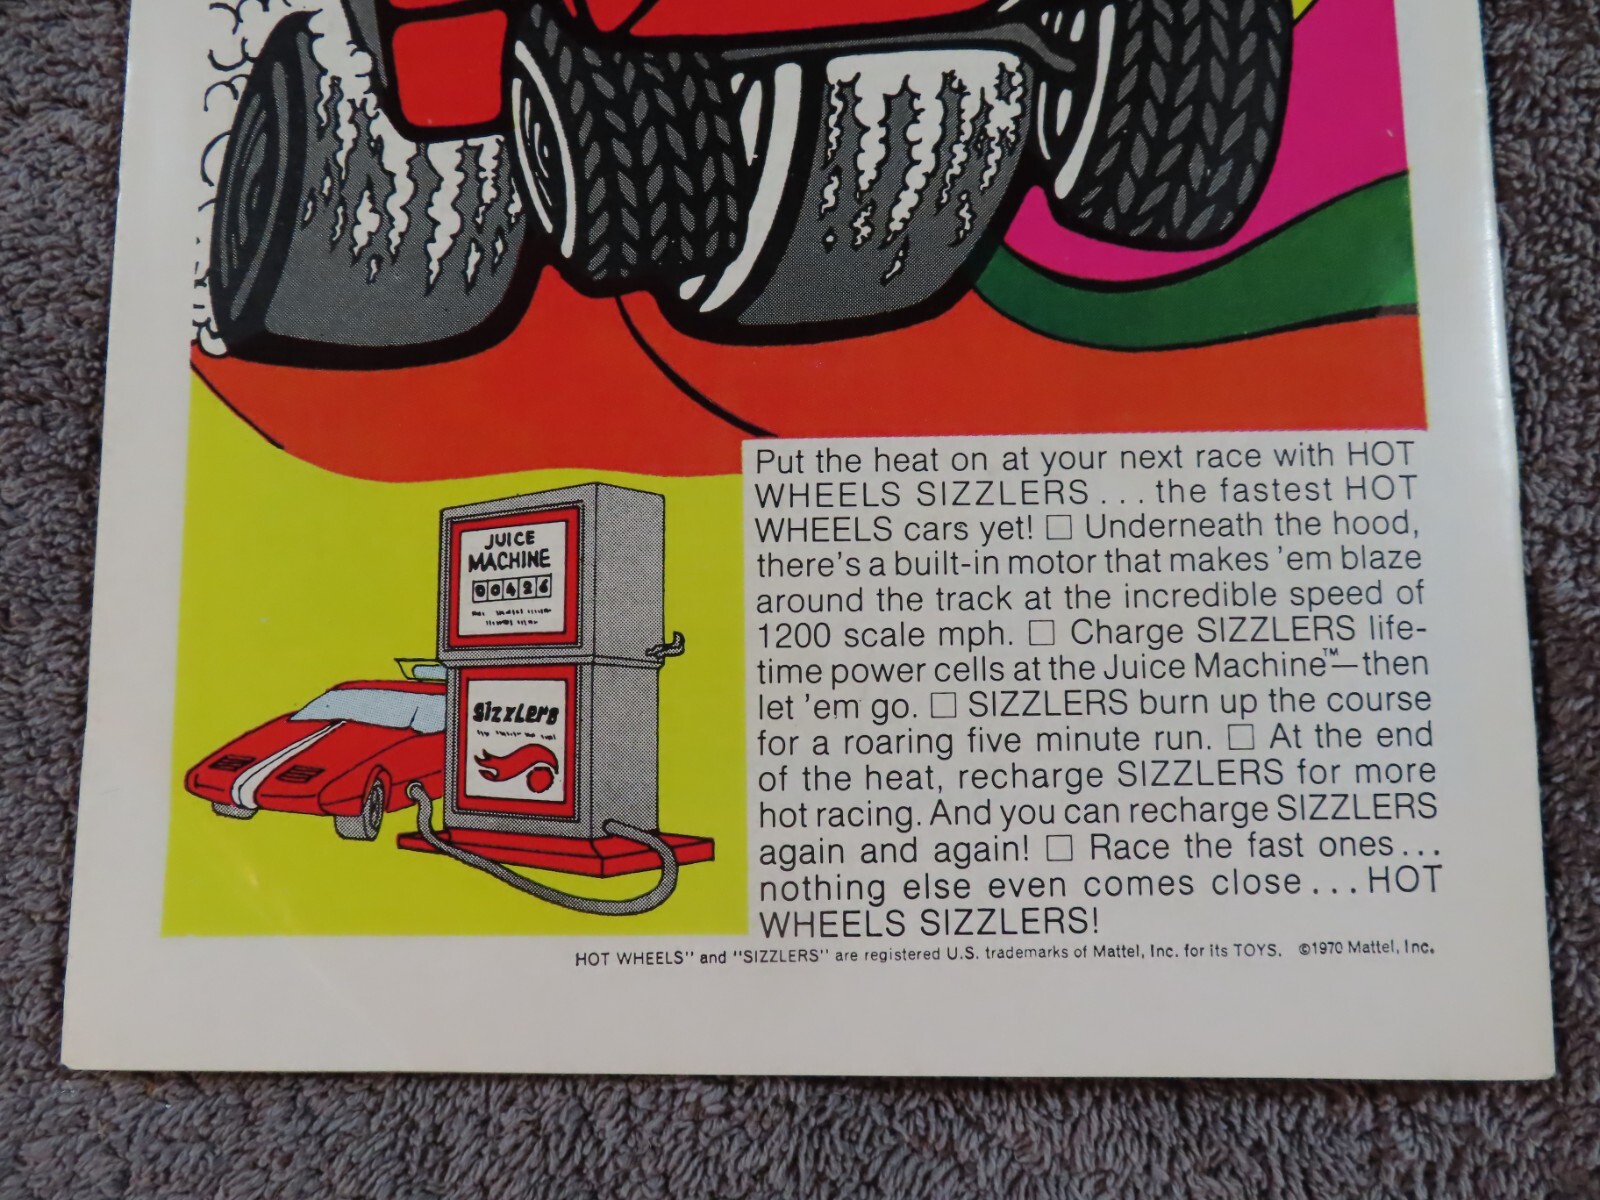 JUICE
MACHINE
00426
Sizzlers
Put the heat on at your next race with HOT
WHEELS SIZZLERS... the fastest HOT
WHEELS cars yet! □ Underneath the hood,
there's a built-in motor that makes 'em blaze
around the track at the incredible speed of
1200 scale mph. □ Charge SIZZLERS life-
time power cells at the Juice Machine™—then
let 'em go. □ SIZZLERS burn up the course
for a roaring five minute run. □ At the end
of the heat, recharge SIZZLERS for more
hot racing. And you can recharge SIZZLERS
again and again! □ Race the fast ones...
nothing else even comes close...HOT
WHEELS SIZZLERS!
HOT WHEELS" and "SIZZLERS" are registered U.S. trademarks of Mattel, Inc. for its TOYS. ©1970 Mattel, Inc.